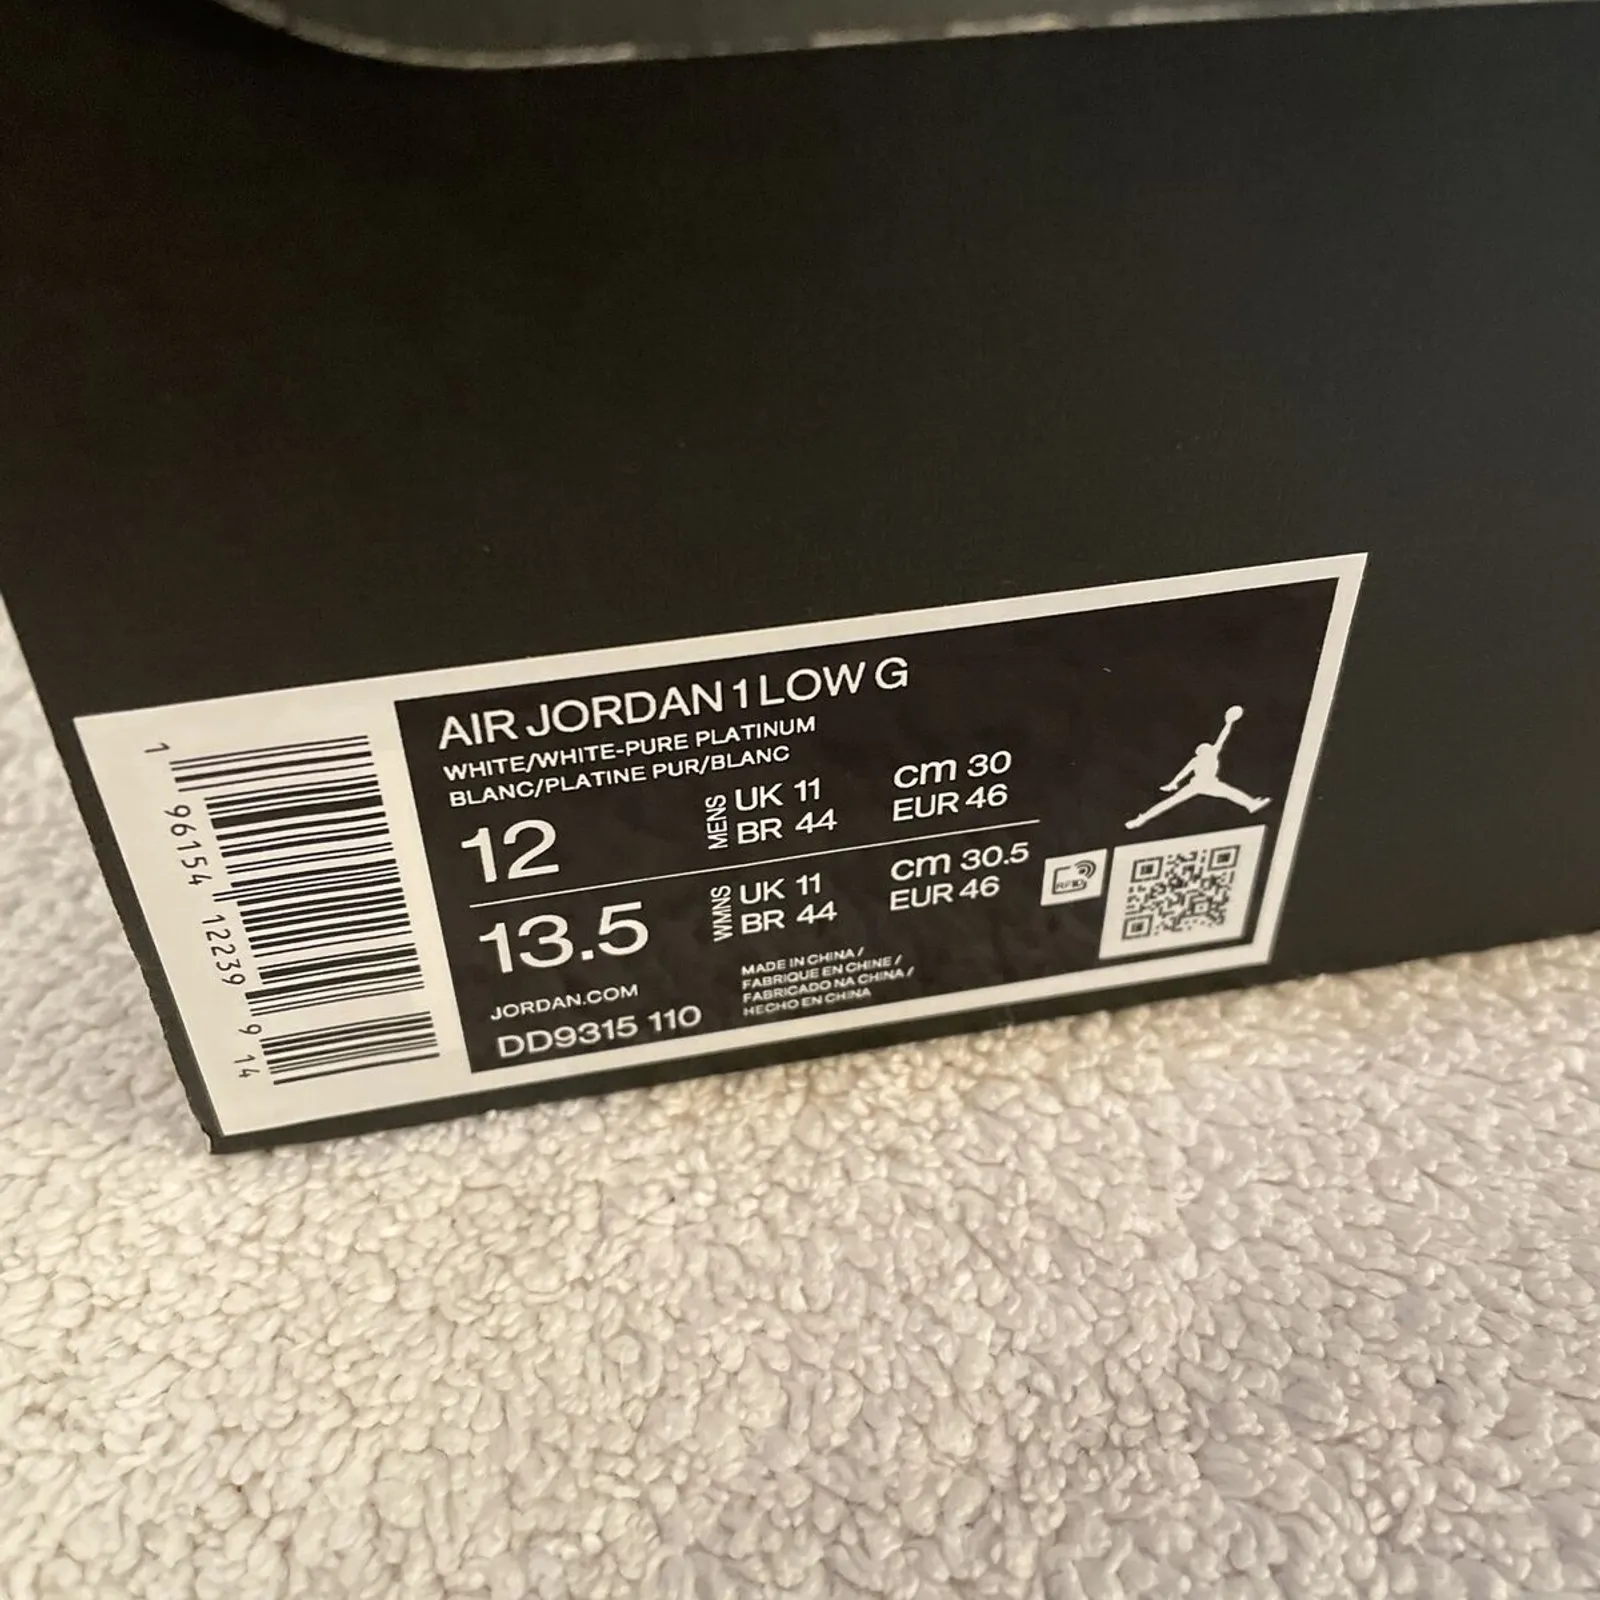 AIR JORDAN 1 LOW G
WHITE/WHITE-PURE PLATINUM
BLANC/PLATINE PUR/BLANC
12
MENS
UK 11
BR 44
cm 30
EUR 46
13.5
WMNS
UK 11
BR 44
cm 30.5
EUR 46
RFID
JORDAN.COM
DD9315 110
MADE IN CHINA /
FABRIQUE EN CHINE /
FABRICADO NA CHINA /
HECHO EN CHINA
1 96154 12239 9 14